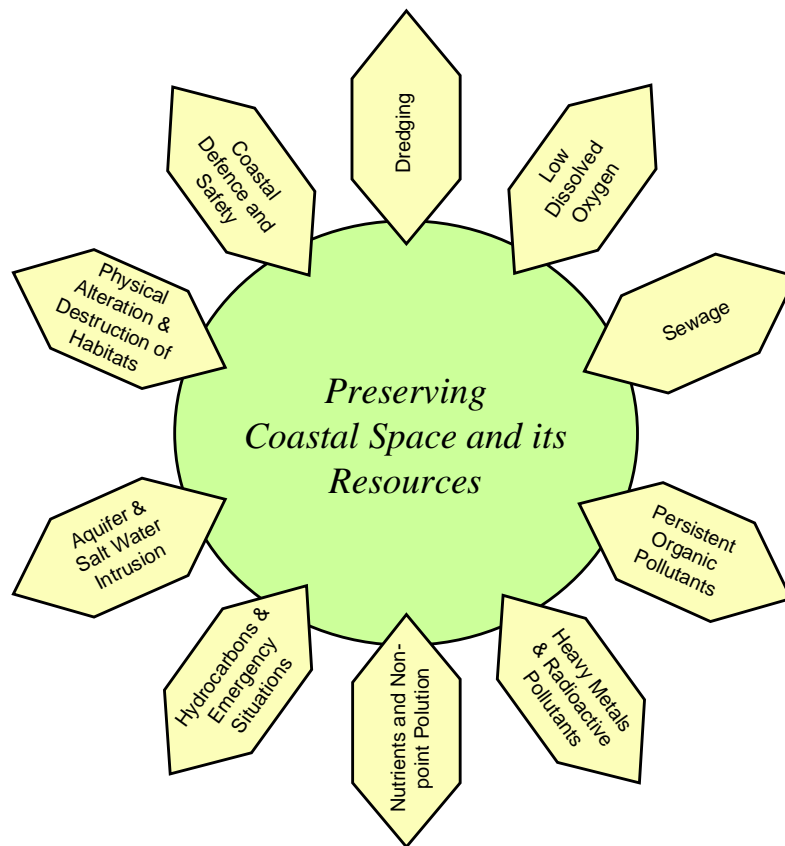 Dredging
Low
Dissolved
Oxygen
Sewage
Persistent
Organic
Pollutants
Heavy Metals
& Radioactive
Pollutants
Nutrients and Non-
point Polution
Hydrocarbons &
Emergency
Situations
Aquifer &
Salt Water
Intrusion
Physical
Alteration &
Destruction of
Habitats
Coastal
Defence and
Safety
Preserving
Coastal Space and its
Resources